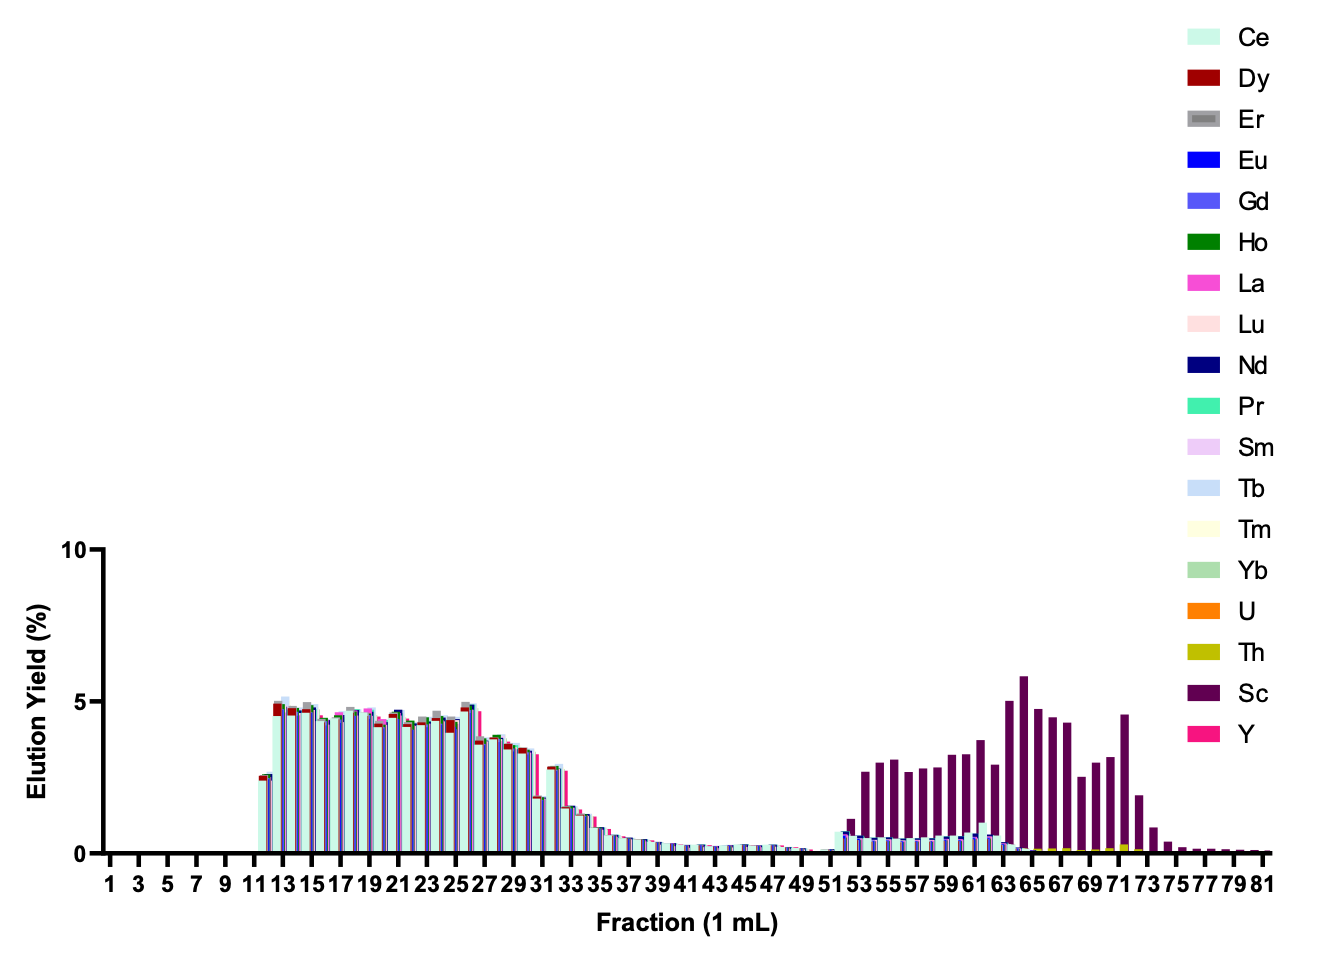 Ce
Dy
Er
Eu
Gd
Ho
La
Lu
Nd
Pr
Sm
Tb
Tm
Yb
U
Th
Sc
Y
10
5
0
Elution Yield (%)
1 3 5 7 9 11 13 15 17 19 21 23 25 27 29 31 33 35 37 39 41 43 45 47 49 51 53 55 57 59 61 63 65 67 69 71 73 75 77 79 81
Fraction (1 mL)